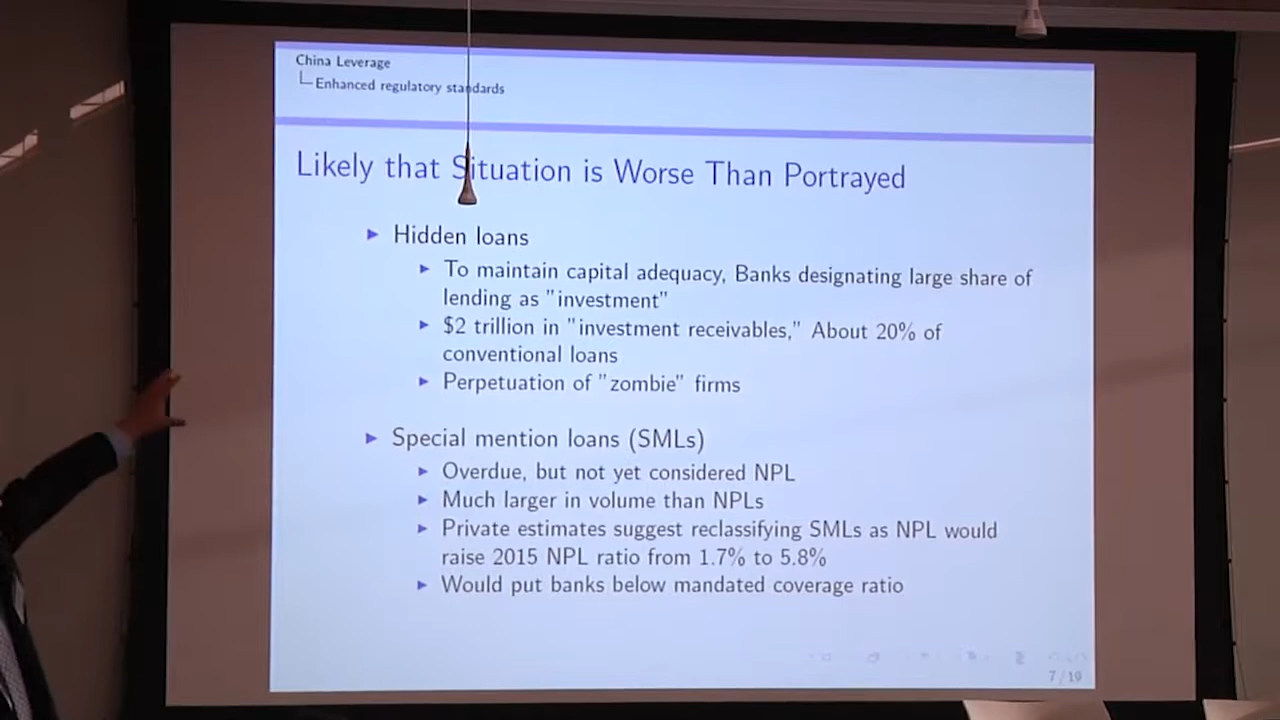 China Leverage
Enhanced regulatory standards
Likely that Situation is Worse Than Portrayed
Hidden loans
To maintain capital adequacy, Banks designating large share of
lending as "investment"
$2 trillion in "investment receivables," About 20% of
conventional loans
Perpetuation of "zombie" firms
Special mention loans (SMLs)
Overdue, but not yet considered NPL
Much larger in volume than NPLs
Private estimates suggest reclassifying SMLs as NPL would
raise 2015 NPL ratio from 1.7% to 5.8%
Would put banks below mandated coverage ratio
7 / 19